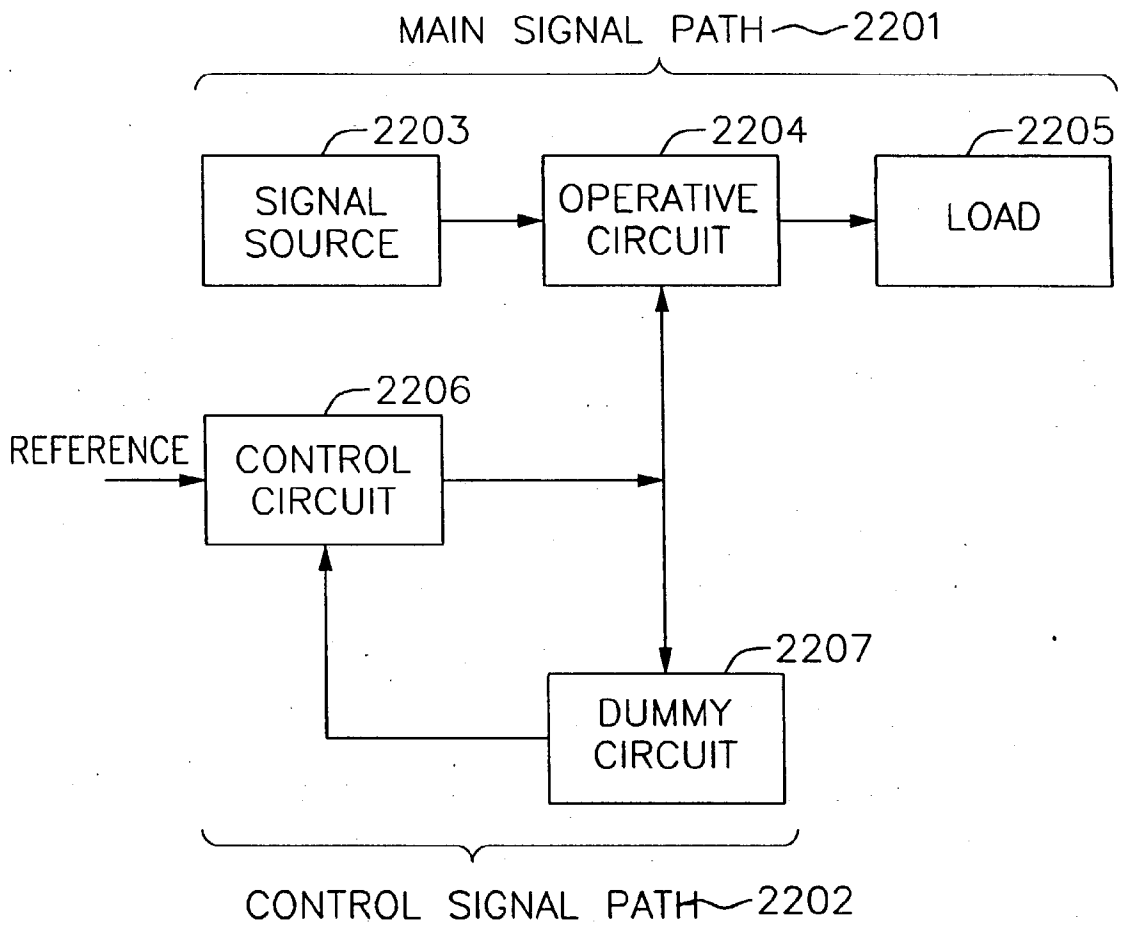 MAIN SIGNAL PATH 2201
2203
2204
2205
SIGNAL
SOURCE
OPERATIVE
CIRCUIT
LOAD
2206
REFERENCE
CONTROL
CIRCUIT
2207
DUMMY
CIRCUIT
CONTROL SIGNAL PATH 2202